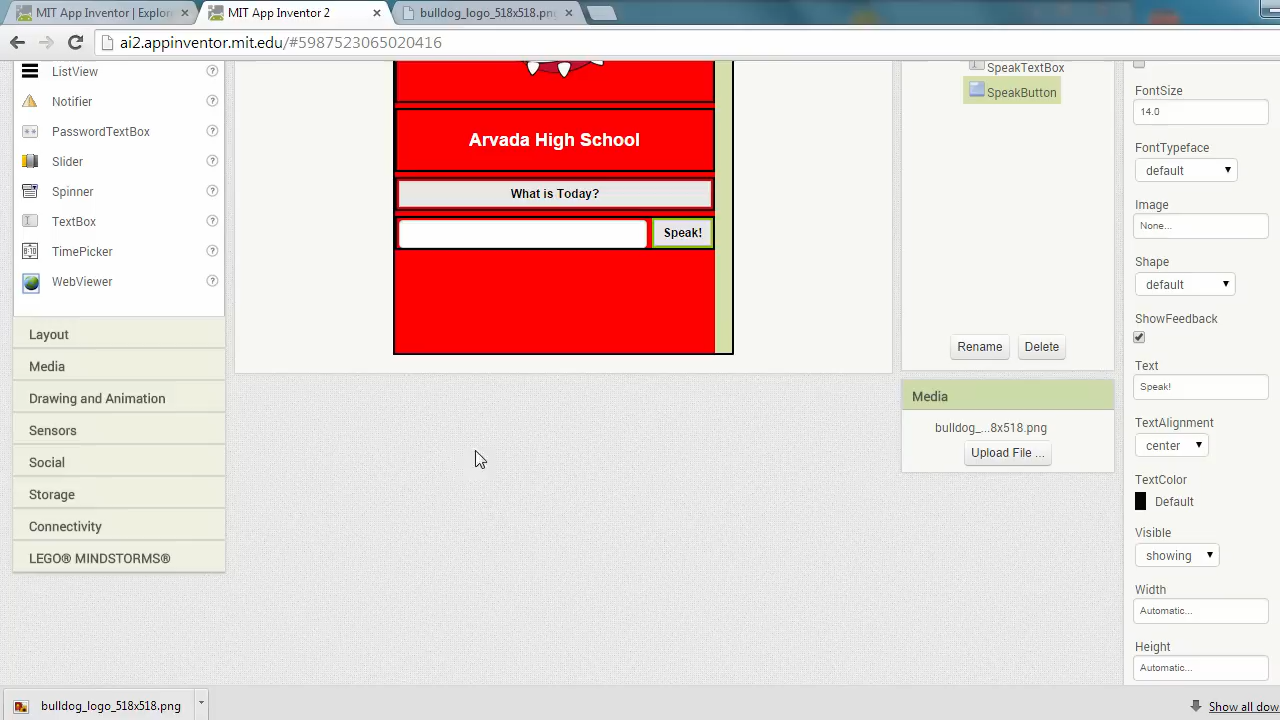 MIT App Inventor | Explor
MIT App Inventor 2
bulldog_logo_518x518.pn
ai2.appinventor.mit.edu/#5987523065020416
ListView
Notifier
PasswordTextBox
Slider
Spinner
TextBox
TimePicker
WebViewer
Layout
Media
Drawing and Animation
Sensors
Social
Storage
Connectivity
LEGO® MINDSTORMS®
Arvada High School
What is Today?
Speak!
SpeakTextBox
SpeakButton
Rename
Delete
Media
bulldog_...8x518.png
Upload File ...
FontSize
14.0
FontTypeface
default
Image
None...
Shape
default
ShowFeedback
Text
Speak!
TextAlignment
center
TextColor
Default
Visible
showing
Width
Automatic...
Height
Automatic...
bulldog_logo_518x518.png
Show all dow